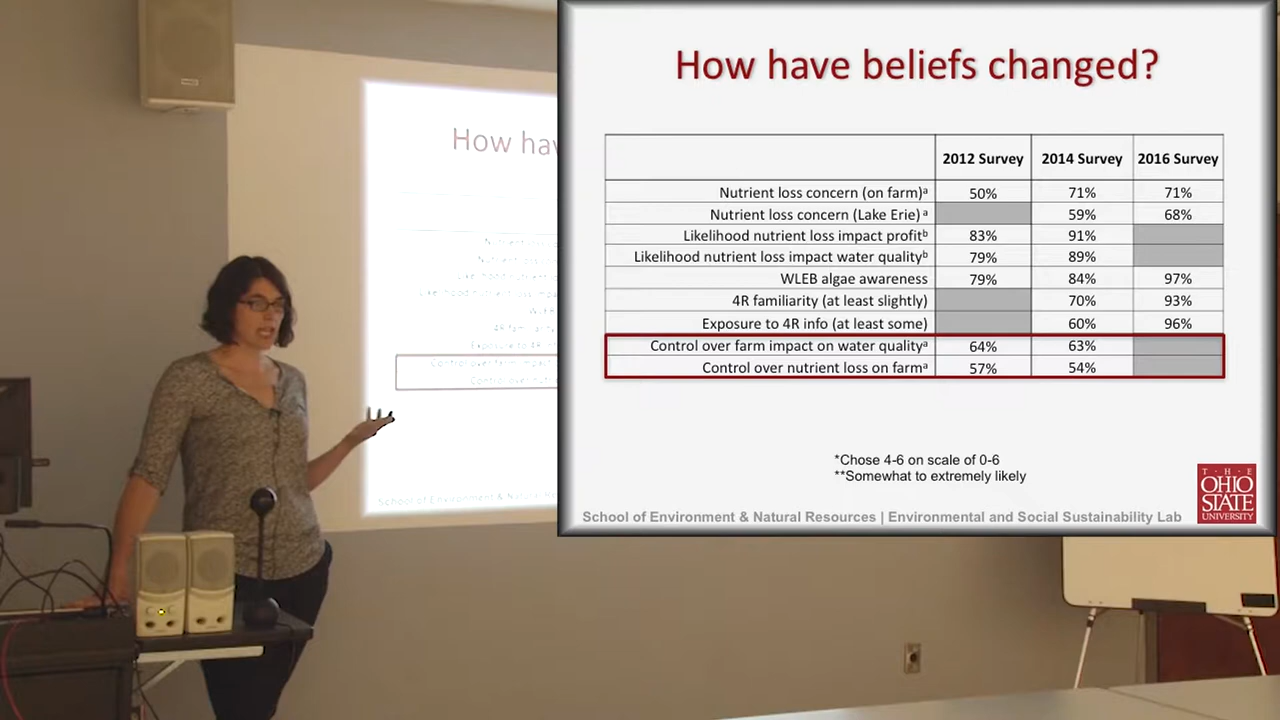 How have beliefs changed?
2012 Survey 2014 Survey 2016 Survey
Nutrient loss concern (on farm)ᵃ 50% 71% 71%
Nutrient loss concern (Lake Erie) ᵃ 59% 68%
Likelihood nutrient loss impact profitᵇ 83% 91%
Likelihood nutrient loss impact water qualityᵇ 79% 89%
WLEB algae awareness 79% 84% 97%
4R familiarity (at least slightly) 70% 93%
Exposure to 4R info (at least some) 60% 96%
Control over farm impact on water qualityᵃ 64% 63%
Control over nutrient loss on farmᵃ 57% 54%
*Chose 4-6 on scale of 0-6
**Somewhat to extremely likely
School of Environment & Natural Resources | Environmental and Social Sustainability Lab
T · H · E
OHIO
STATE
UNIVERSITY
How hav
School of Environment & Natural Re